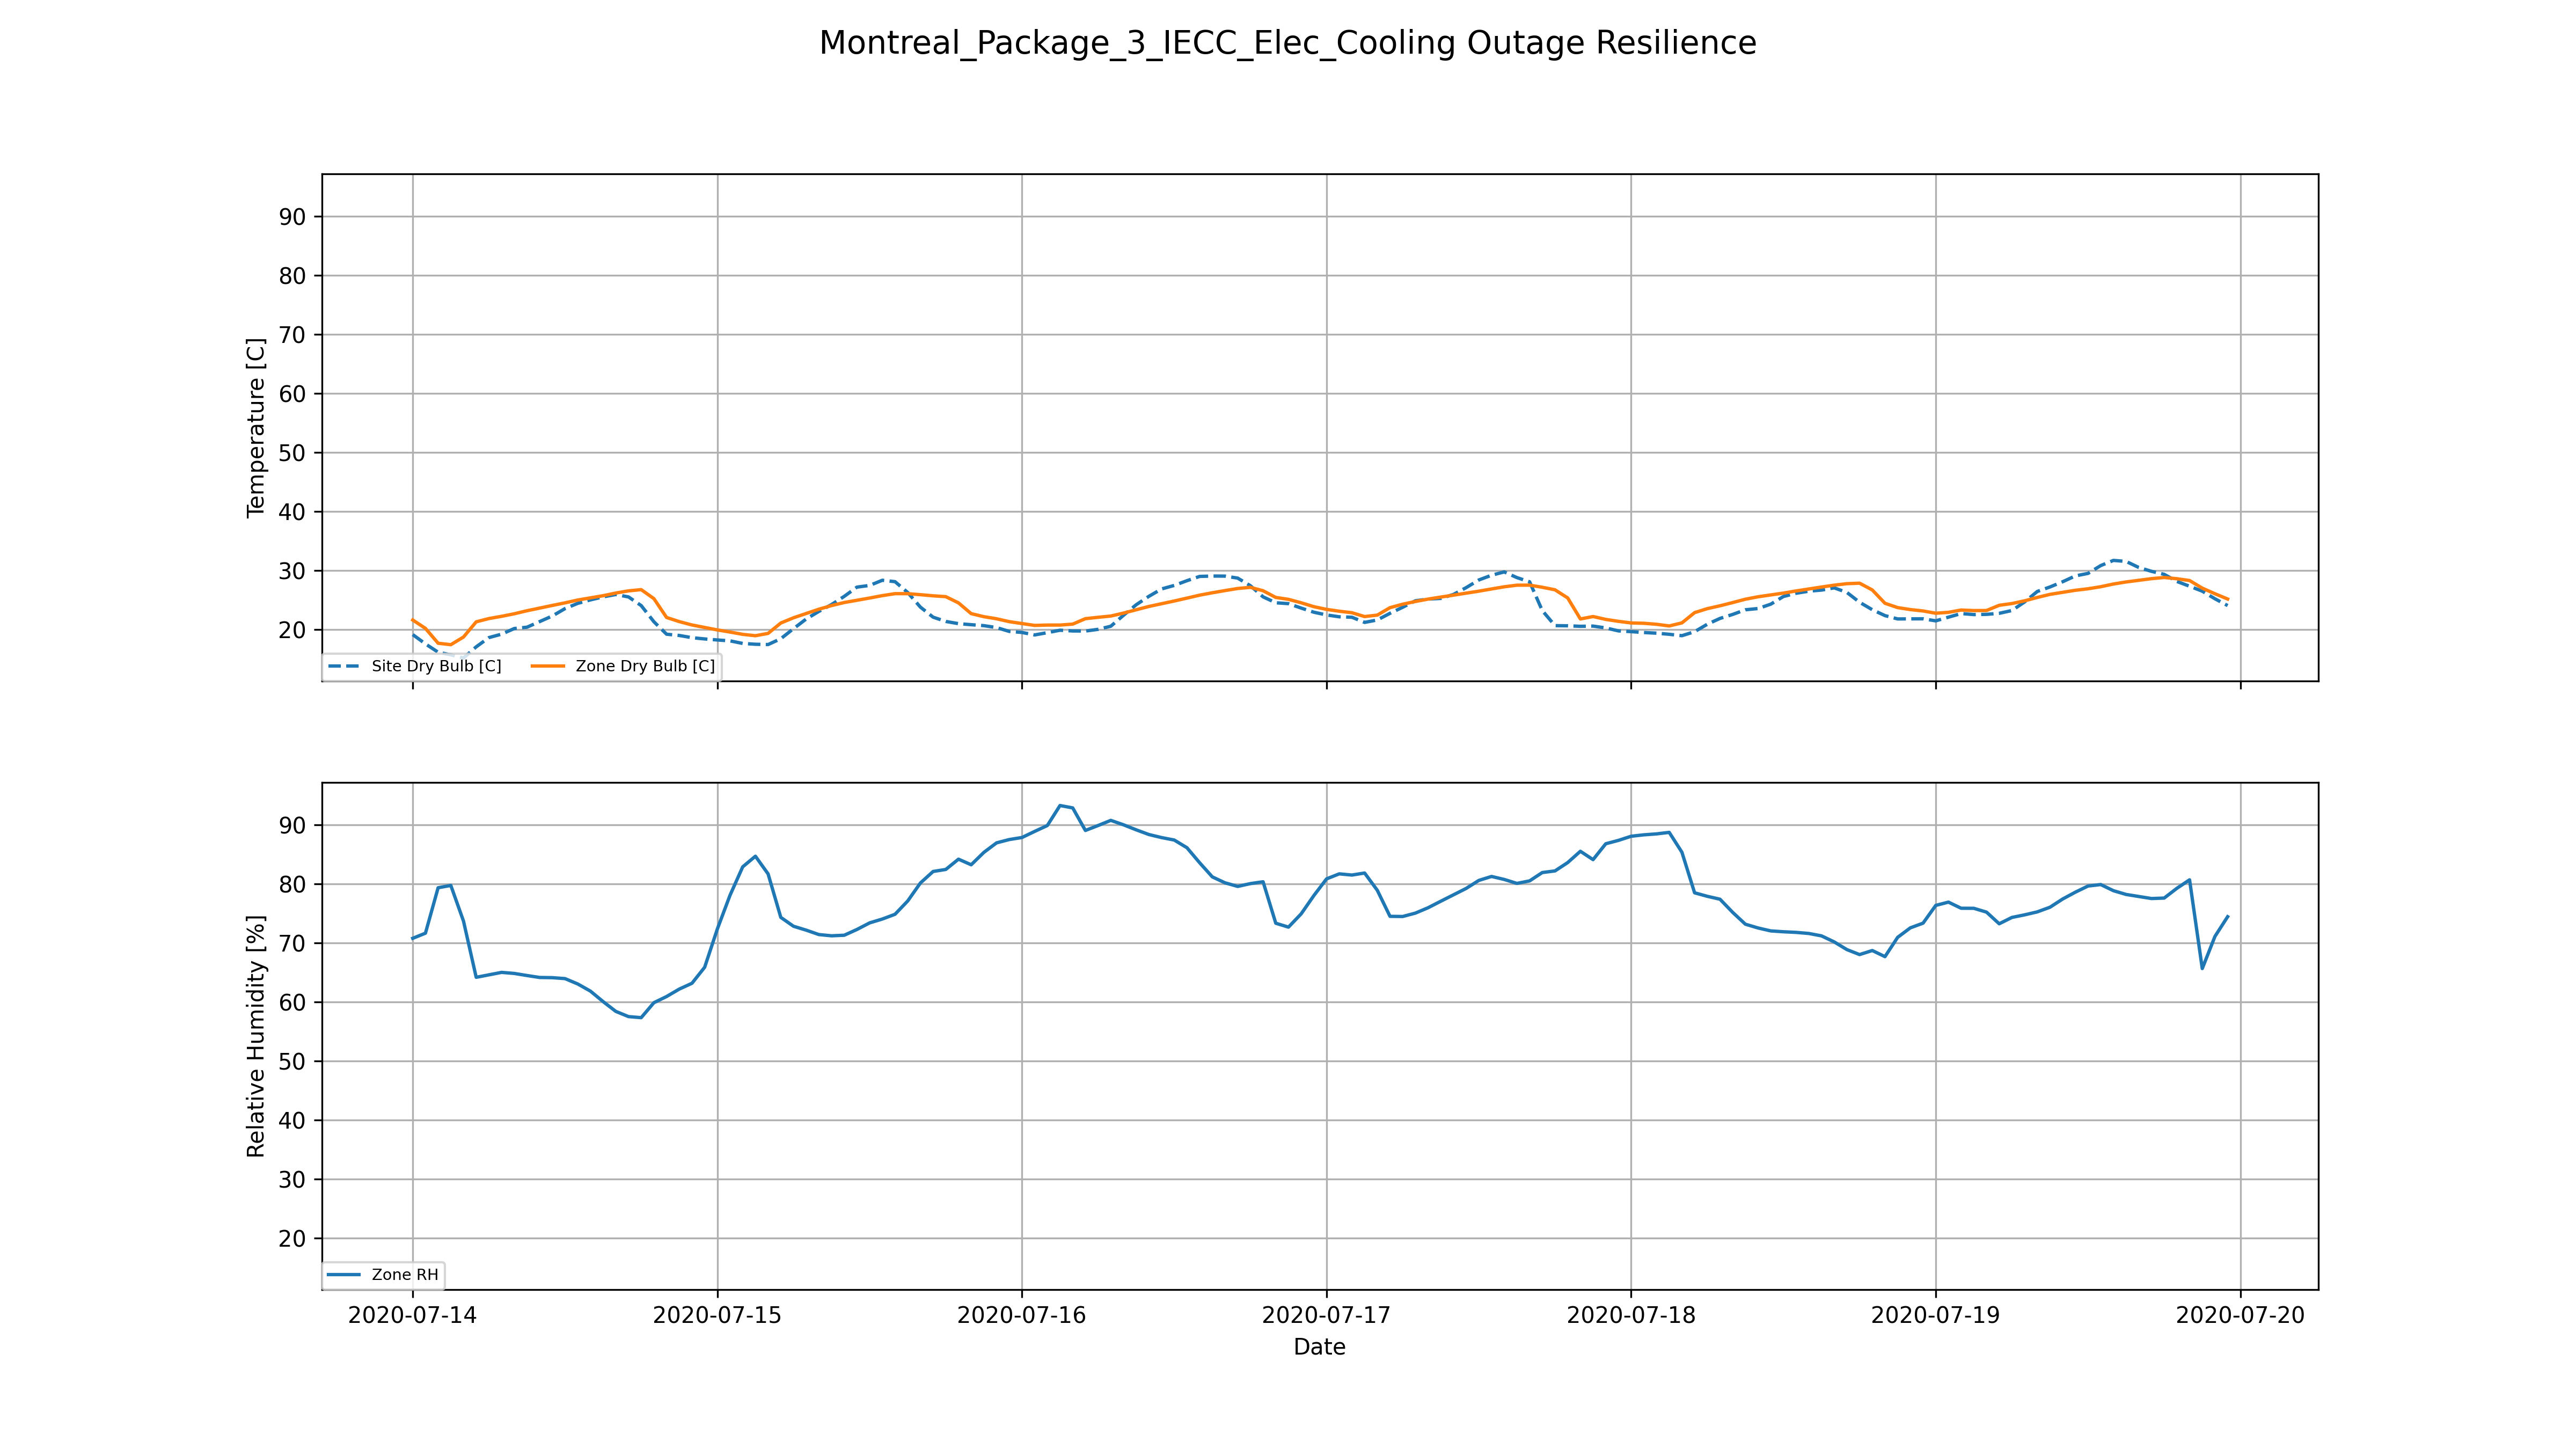 Montreal_Package_3_IECC_Elec_Cooling Outage Resilience
Temperature [C]
90
80
70
60
50
40
30
20
Site Dry Bulb [C] Zone Dry Bulb [C]
Relative Humidity [%]
90
80
70
60
50
40
30
20
Zone RH
2020-07-14 2020-07-15 2020-07-16 2020-07-17 2020-07-18 2020-07-19 2020-07-20
Date